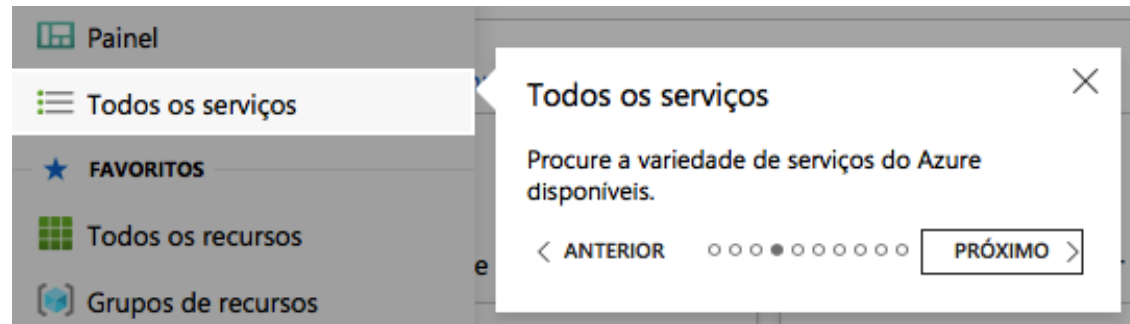 Painel
Todos os serviços
FAVORITOS
Todos os recursos
Grupos de recursos
e
Todos os serviços
Procure a variedade de serviços do Azure
disponíveis.
ANTERIOR
PRÓXIMO